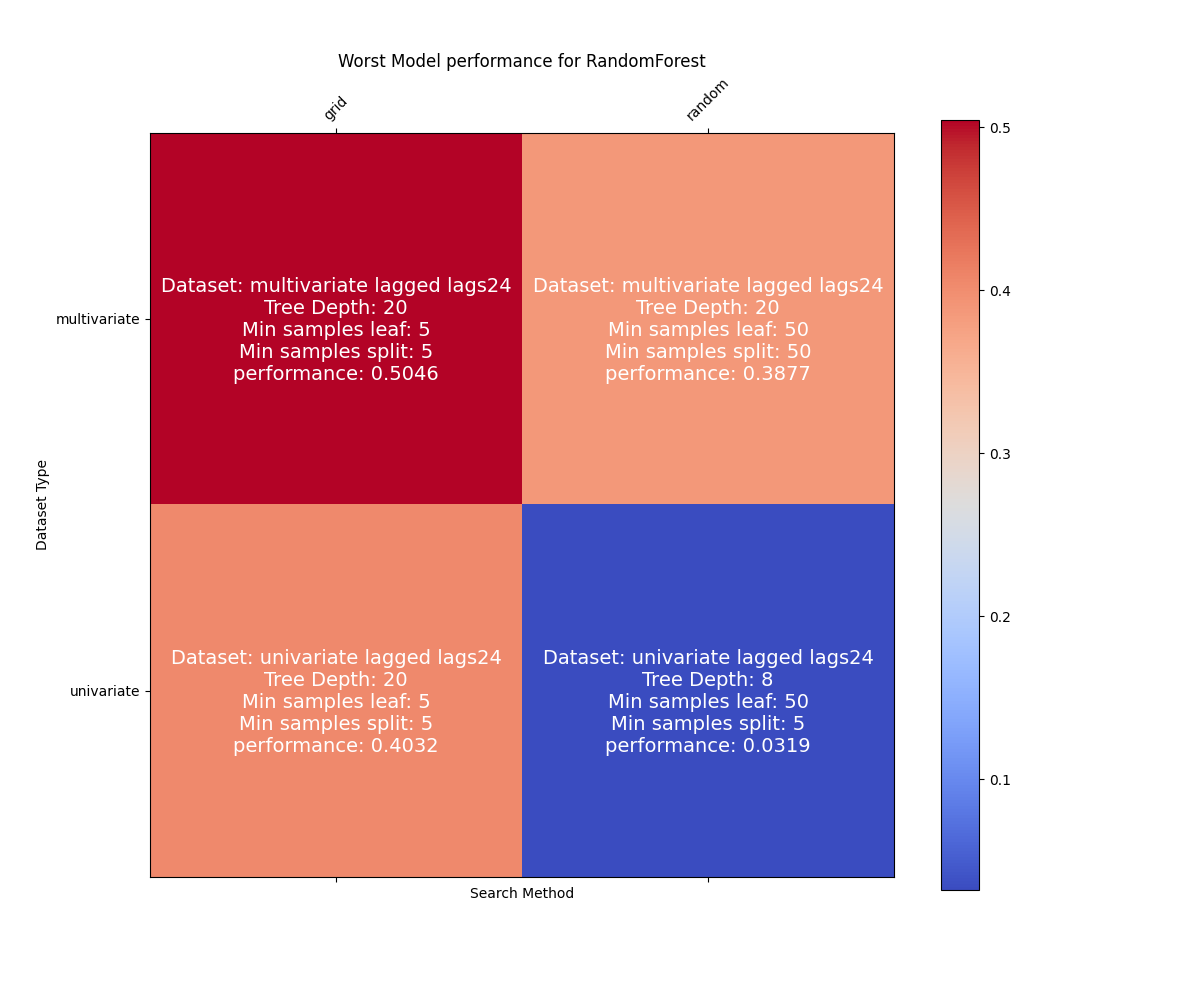 Worst Model performance for RandomForest
grid
random
multivariate
univariate
Dataset Type
Dataset: multivariate lagged lags24
Tree Depth: 20
Min samples leaf: 5
Min samples split: 5
performance: 0.5046
Dataset: multivariate lagged lags24
Tree Depth: 20
Min samples leaf: 50
Min samples split: 50
performance: 0.3877
Dataset: univariate lagged lags24
Tree Depth: 20
Min samples leaf: 5
Min samples split: 5
performance: 0.4032
Dataset: univariate lagged lags24
Tree Depth: 8
Min samples leaf: 50
Min samples split: 5
performance: 0.0319
Search Method
0.5
0.4
0.3
0.2
0.1